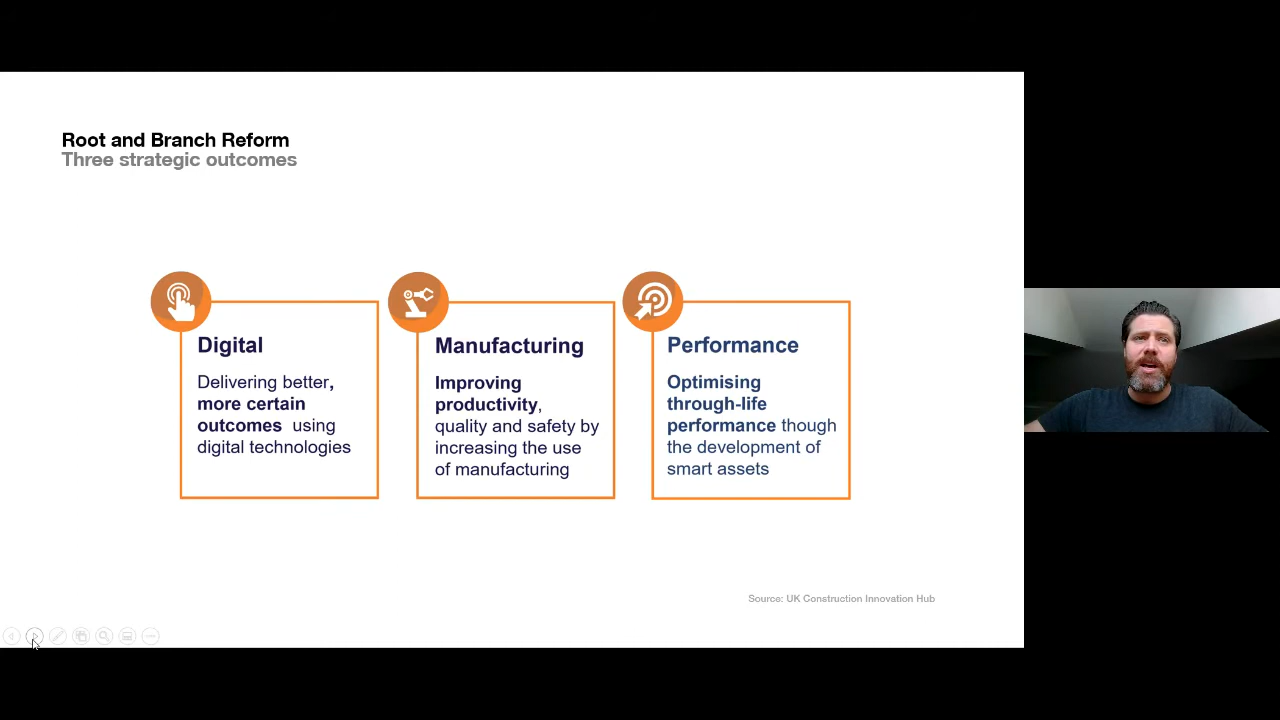 Root and Branch Reform
Three strategic outcomes
Digital
Delivering better,
more certain
outcomes using
digital technologies
Manufacturing
Improving
productivity,
quality and safety by
increasing the use
of manufacturing
Performance
Optimising
through-life
performance though
the development of
smart assets
Source: UK Construction Innovation Hub